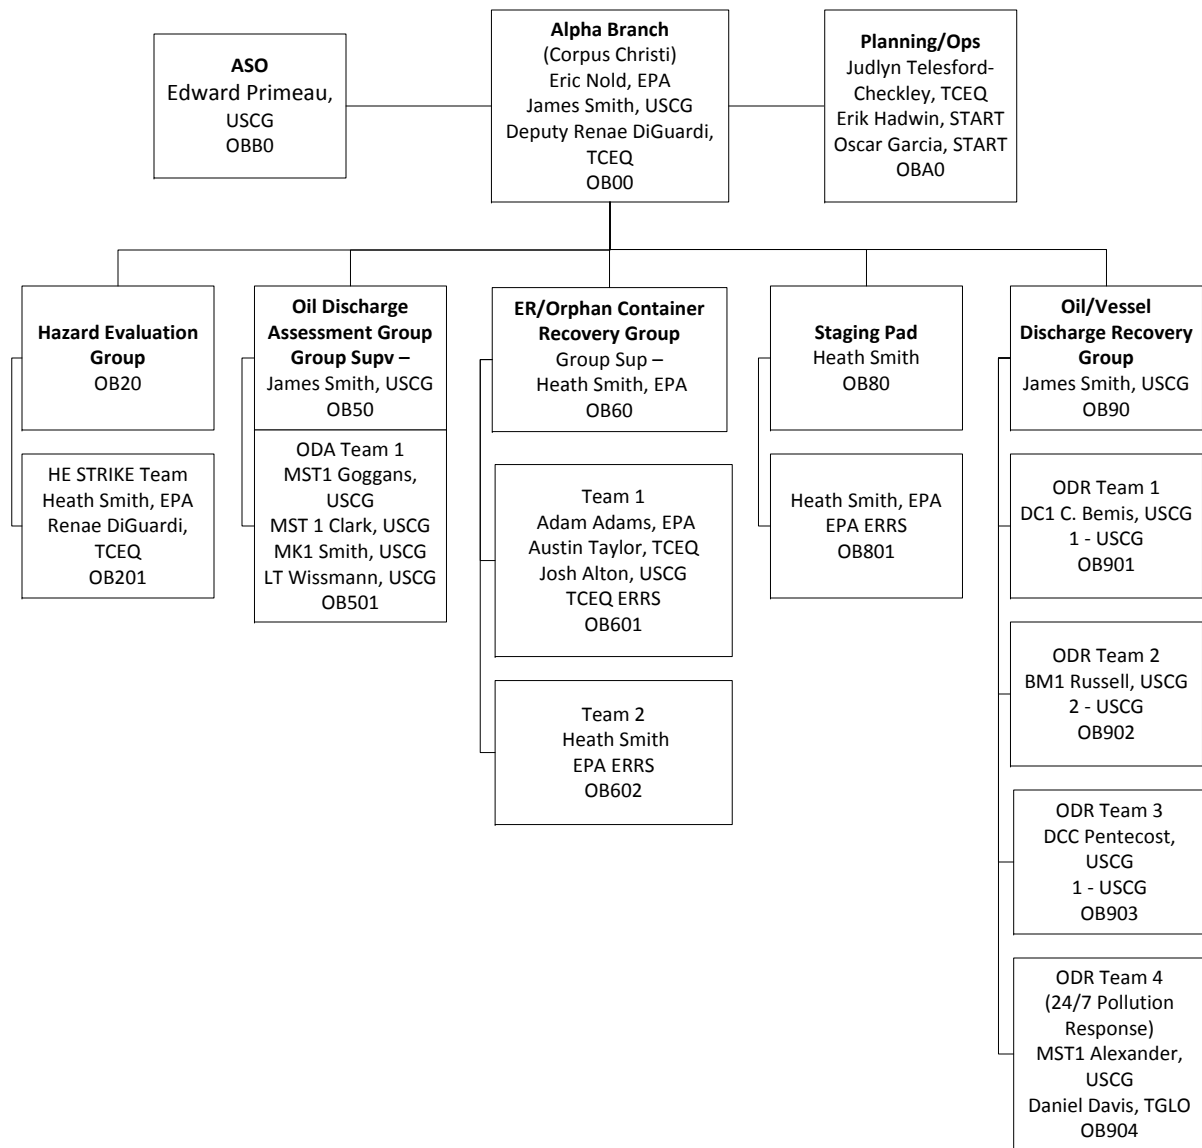 ASO
Edward Primeau,
USCG
OBB0
Alpha Branch
(Corpus Christi)
Eric Nold, EPA
James Smith, USCG
Deputy Renae DiGuardi,
TCEQ
OB00
Planning/Ops
Judlyn Telesford-
Checkley, TCEQ
Erik Hadwin, START
Oscar Garcia, START
OBA0
Hazard Evaluation
Group
OB20
HE STRIKE Team
Heath Smith, EPA
Renae DiGuardi,
TCEQ
OB201
Oil Discharge
Assessment Group
Group Supv –
James Smith, USCG
OB50
ODA Team 1
MST1 Goggans,
USCG
MST 1 Clark, USCG
MK1 Smith, USCG
LT Wissmann, USCG
OB501
ER/Orphan Container
Recovery Group
Group Sup –
Heath Smith, EPA
OB60
Team 1
Adam Adams, EPA
Austin Taylor, TCEQ
Josh Alton, USCG
TCEQ ERRS
OB601
Team 2
Heath Smith
EPA ERRS
OB602
Staging Pad
Heath Smith
OB80
Heath Smith, EPA
EPA ERRS
OB801
Oil/Vessel
Discharge Recovery
Group
James Smith, USCG
OB90
ODR Team 1
DC1 C. Bemis, USCG
1 - USCG
OB901
ODR Team 2
BM1 Russell, USCG
2 - USCG
OB902
ODR Team 3
DCC Pentecost,
USCG
1 - USCG
OB903
ODR Team 4
(24/7 Pollution
Response)
MST1 Alexander,
USCG
Daniel Davis, TGLO
OB904